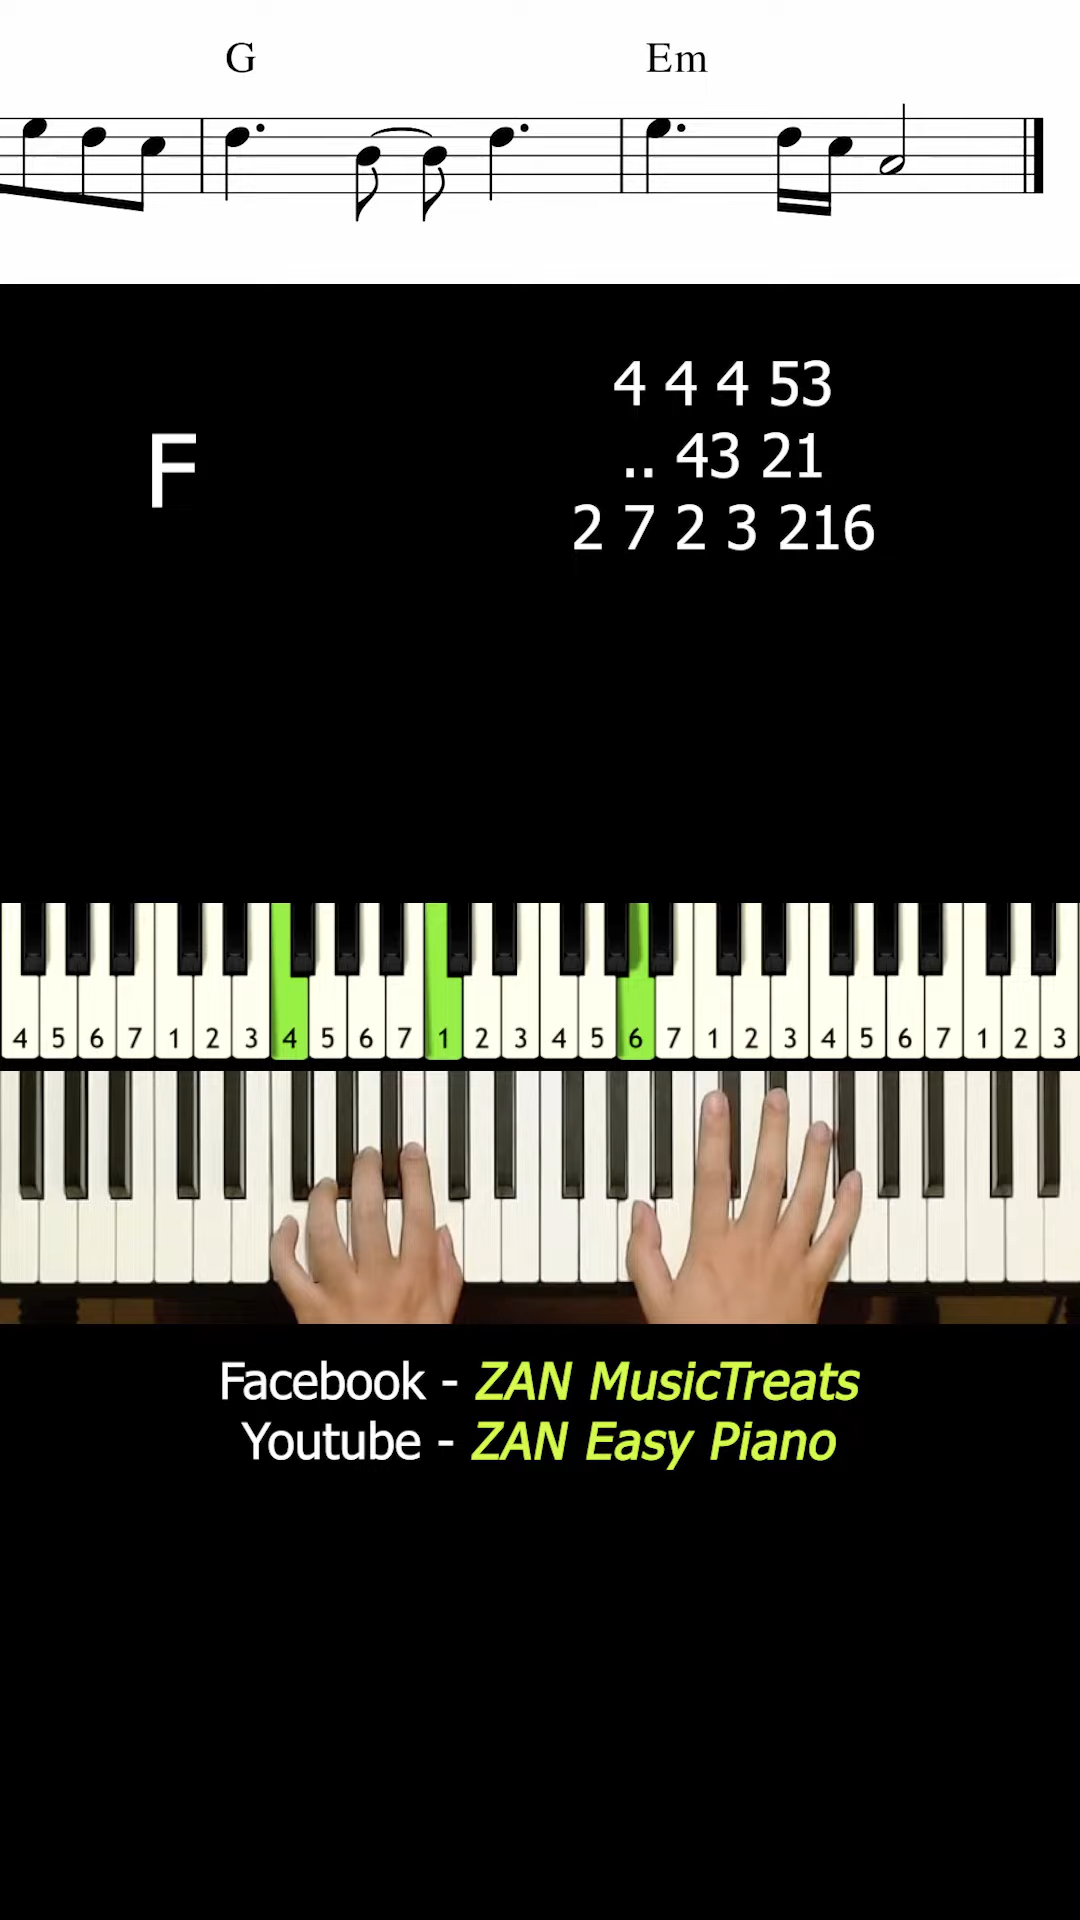 G Em
F
4 4 4 53
.. 43 21
2 7 2 3 216
4 5 6 7 1 2 3 4 5 6 7 1 2 3 4 5 6 7 1 2 3 4 5 6 7 1 2 3
Facebook - ZAN MusicTreats
Youtube - ZAN Easy Piano